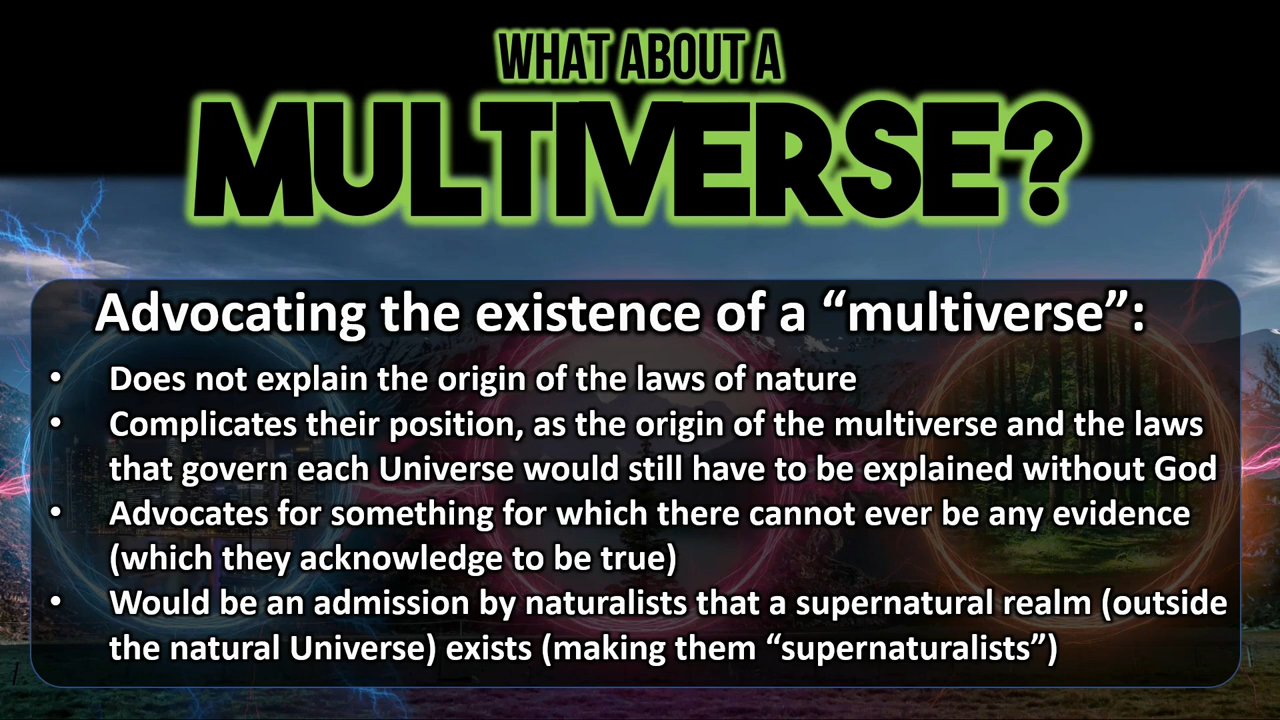 WHAT ABOUT A
MULTIVERSE?
Advocating the existence of a “multiverse”:
• Does not explain the origin of the laws of nature
• Complicates their position, as the origin of the multiverse and the laws
that govern each Universe would still have to be explained without God
• Advocates for something for which there cannot ever be any evidence
(which they acknowledge to be true)
• Would be an admission by naturalists that a supernatural realm (outside
the natural Universe) exists (making them “supernaturalists”)